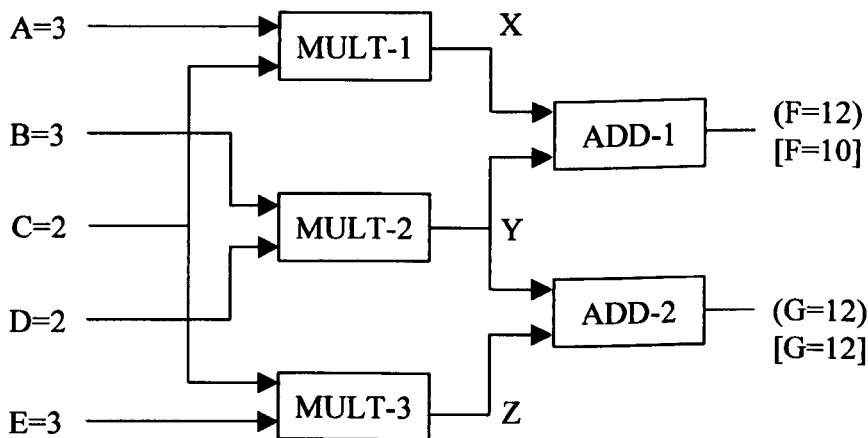 A=3
MULT-1
X
B=3
ADD-1
(F=12)
[F=10]
C=2
MULT-2
Y
D=2
ADD-2
(G=12)
[G=12]
E=3
MULT-3
Z